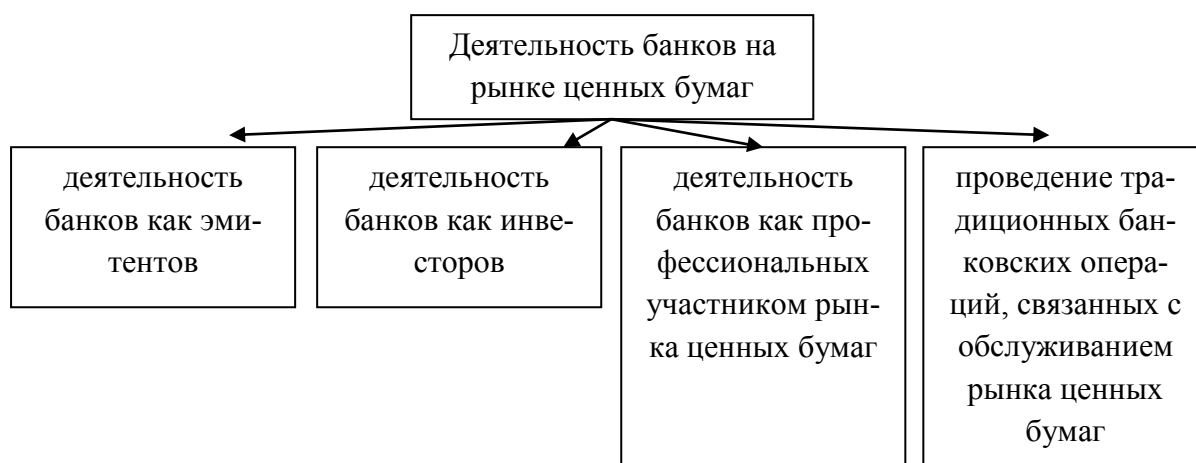 Деятельность банков на
рынке ценных бумаг
деятельность
банков как эми-
тентов
деятельность
банков как инве-
сторов
деятельность
банков как про-
фессиональных
участником рын-
ка ценных бумаг
проведение тра-
диционных бан-
ковских опера-
ций, связанных с
обслуживанием
рынка ценных
бумаг